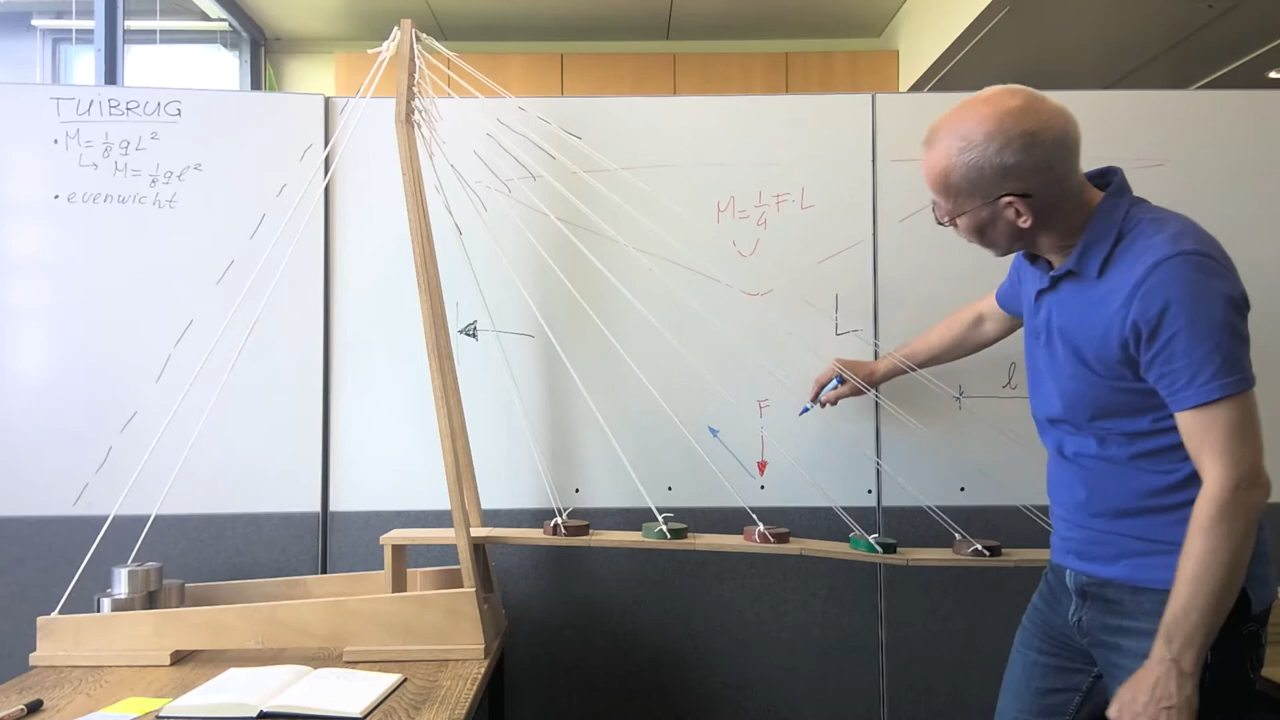 TUIBRUG
• M = 1/8 q L²
↳ M = 1/8 q l²
• evenwicht
M = 1/4 F · L
L
l
F